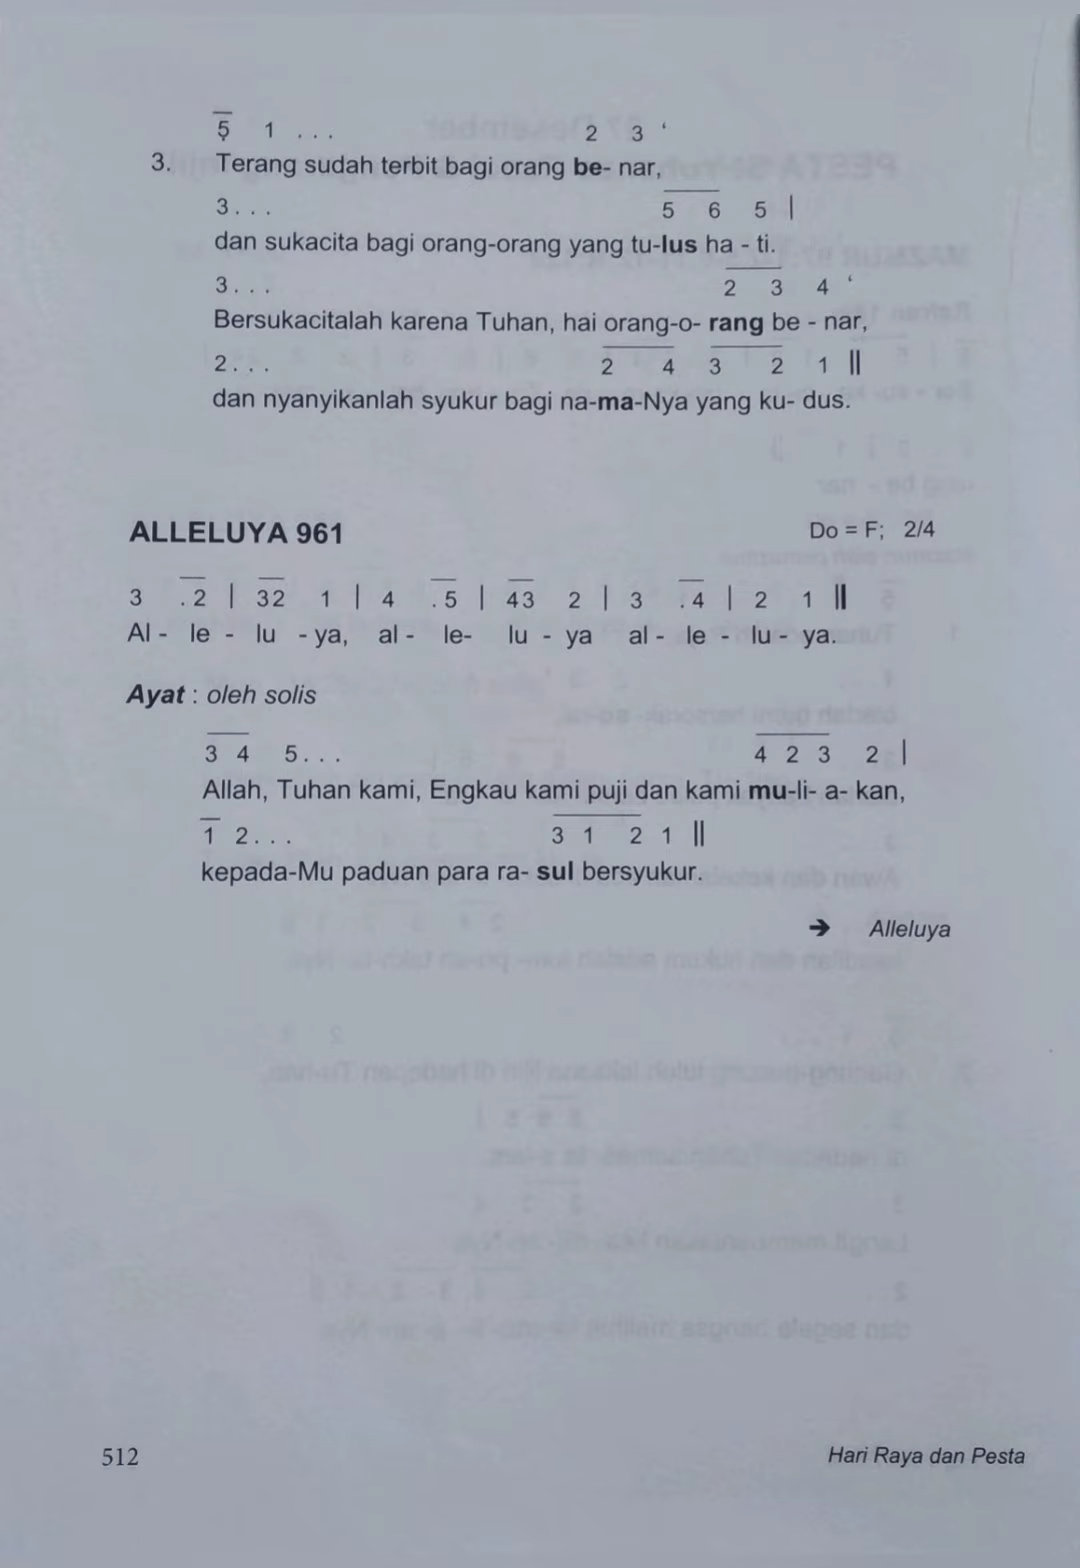 5̣ 1 ... 2 3 ‘
3. Terang sudah terbit bagi orang be- nar,
3... 5 6 5 |
dan sukacita bagi orang-orang yang tu-lus ha - ti.
3... 2 3 4 ‘
Bersukacitalah karena Tuhan, hai orang-o- rang be - nar,
2... 2 4 3 2 1 ||
dan nyanyikanlah syukur bagi na-ma-Nya yang ku- dus.
ALLELUYA 961 Do = F; 2/4
3 .2 | 32 1 | 4 .5 | 43 2 | 3 .4 | 2 1 ||
Al - le - lu - ya, al - le- lu - ya al - le - lu - ya.
Ayat : oleh solis
3 4 5... 4 2 3 2 |
Allah, Tuhan kami, Engkau kami puji dan kami mu-li- a- kan,
1 2... 3 1 2 1 ||
kepada-Mu paduan para ra- sul bersyukur.
➔ Alleluya
512 Hari Raya dan Pesta